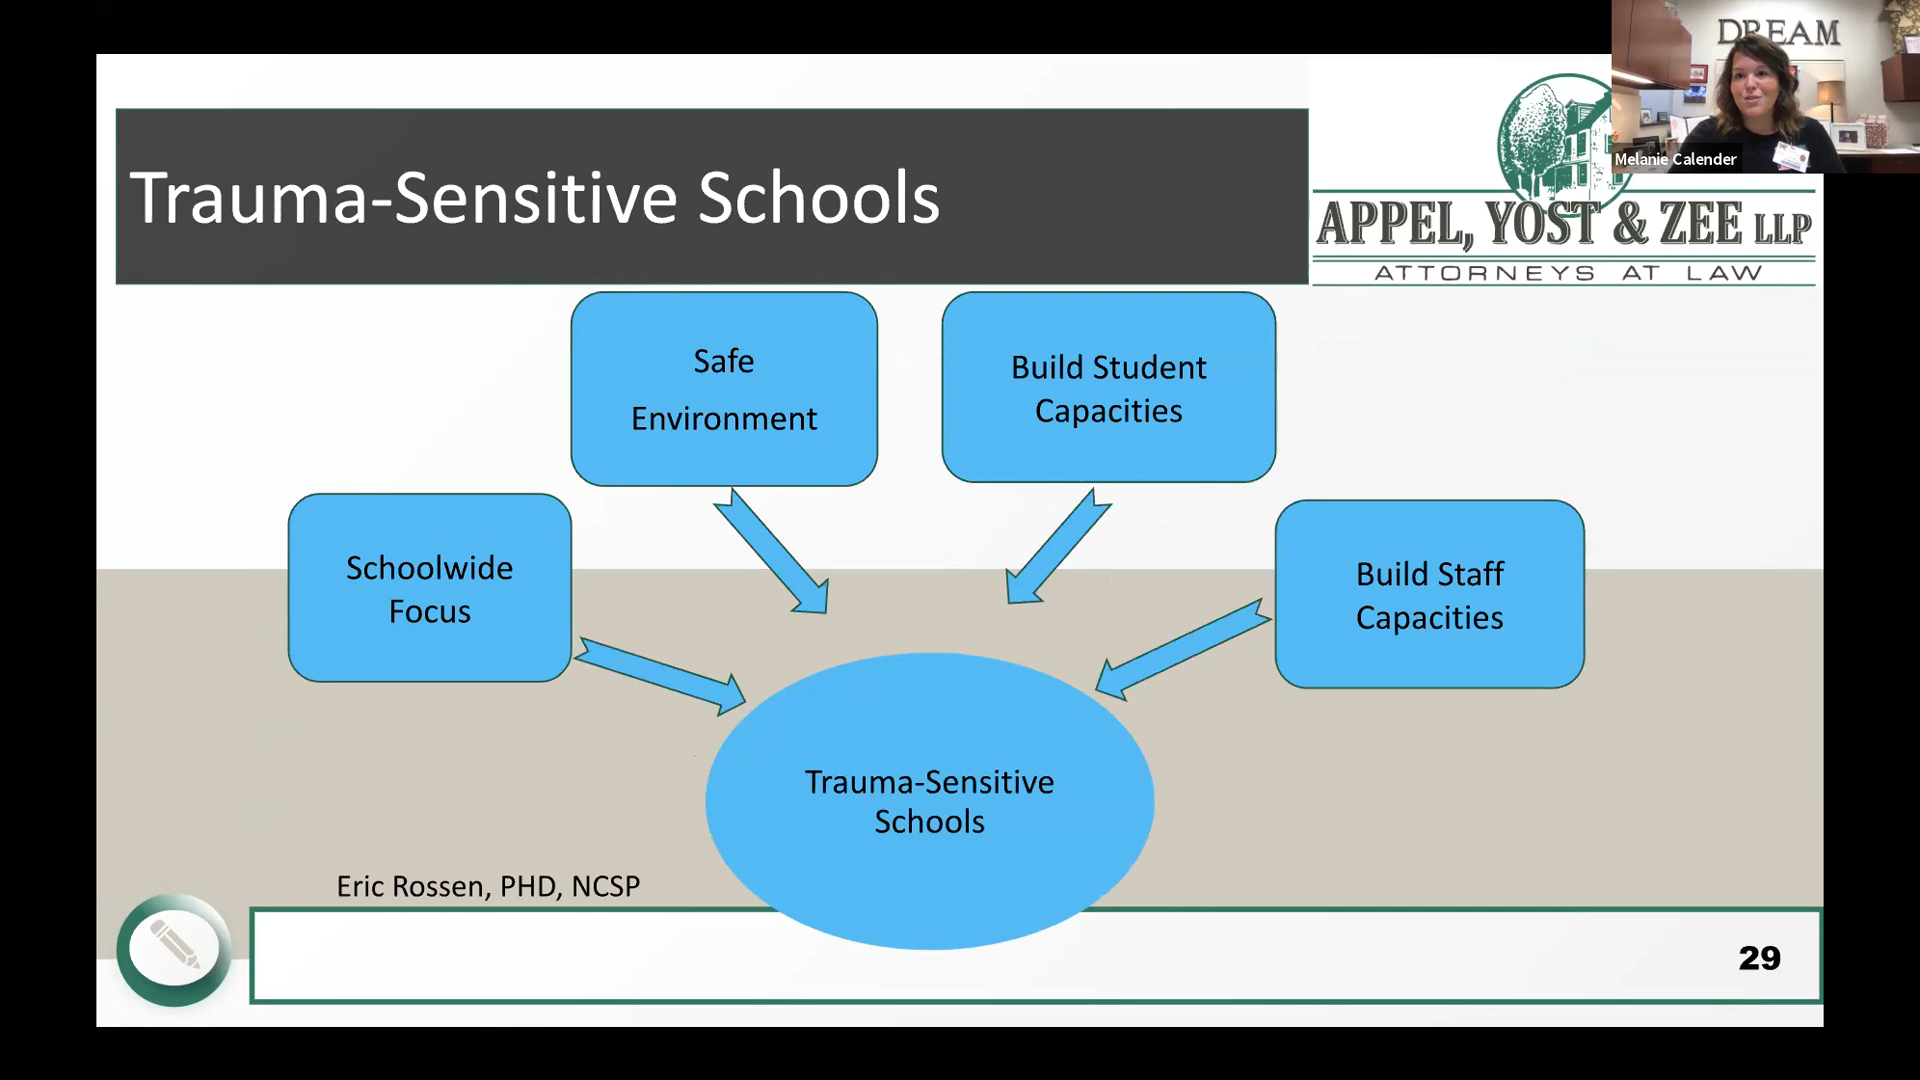 DREAM
Melanie Calender
Trauma-Sensitive Schools
APPEL, YOST & ZEE LLP
ATTORNEYS AT LAW
Safe
Environment
Build Student
Capacities
Schoolwide
Focus
Build Staff
Capacities
Trauma-Sensitive
Schools
Eric Rossen, PHD, NCSP
29